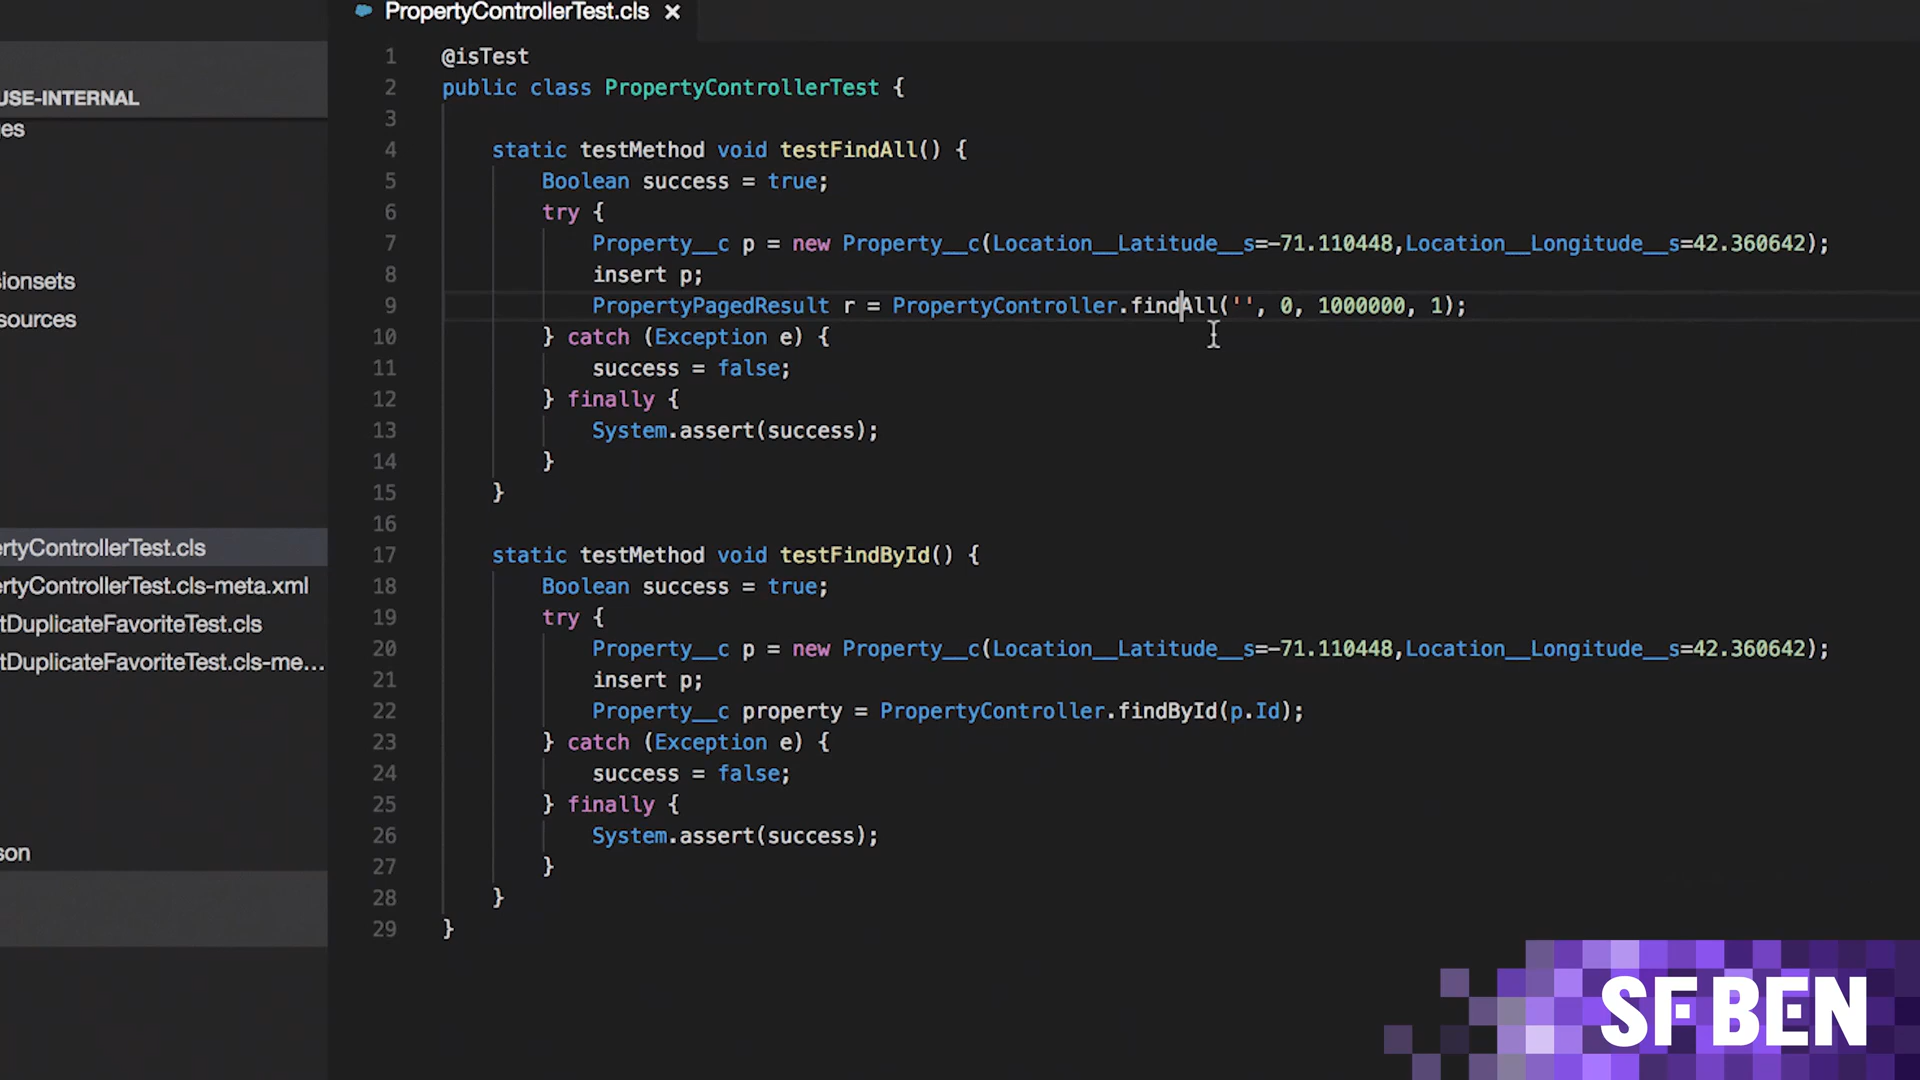 PropertyControllerTest.cls ×
USE-INTERNAL
ges
sionsets
sources
ertyControllerTest.cls
ertyControllerTest.cls-meta.xml
tDuplicateFavoriteTest.cls
tDuplicateFavoriteTest.cls-me...
son
1 @isTest
2 public class PropertyControllerTest {
3
4 static testMethod void testFindAll() {
5 Boolean success = true;
6 try {
7 Property__c p = new Property__c(Location__Latitude__s=-71.110448,Location__Longitude__s=42.360642);
8 insert p;
9 PropertyPagedResult r = PropertyController.findAll('', 0, 1000000, 1);
10 } catch (Exception e) {
11 success = false;
12 } finally {
13 System.assert(success);
14 }
15 }
16
17 static testMethod void testFindById() {
18 Boolean success = true;
19 try {
20 Property__c p = new Property__c(Location__Latitude__s=-71.110448,Location__Longitude__s=42.360642);
21 insert p;
22 Property__c property = PropertyController.findById(p.Id);
23 } catch (Exception e) {
24 success = false;
25 } finally {
26 System.assert(success);
27 }
28 }
29 }
SF BEN